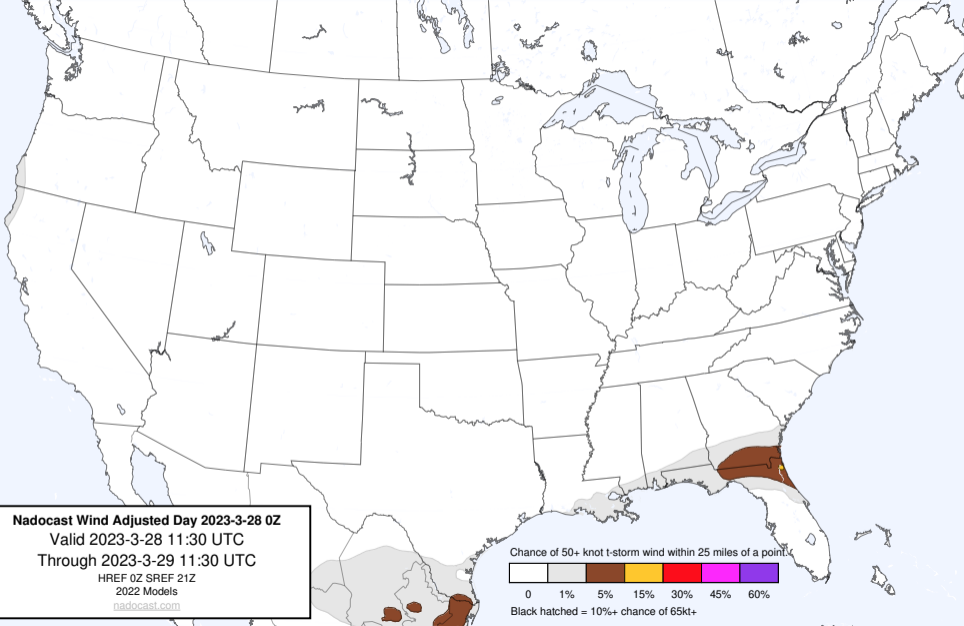 Nadocast Wind Adjusted Day 2023-3-28 0Z
Valid 2023-3-28 11:30 UTC
Through 2023-3-29 11:30 UTC
HREF 0Z SREF 21Z
2022 Models
nadocast.com
Chance of 50+ knot t-storm wind within 25 miles of a point.
0 1% 5% 15% 30% 45% 60%
Black hatched = 10%+ chance of 65kt+